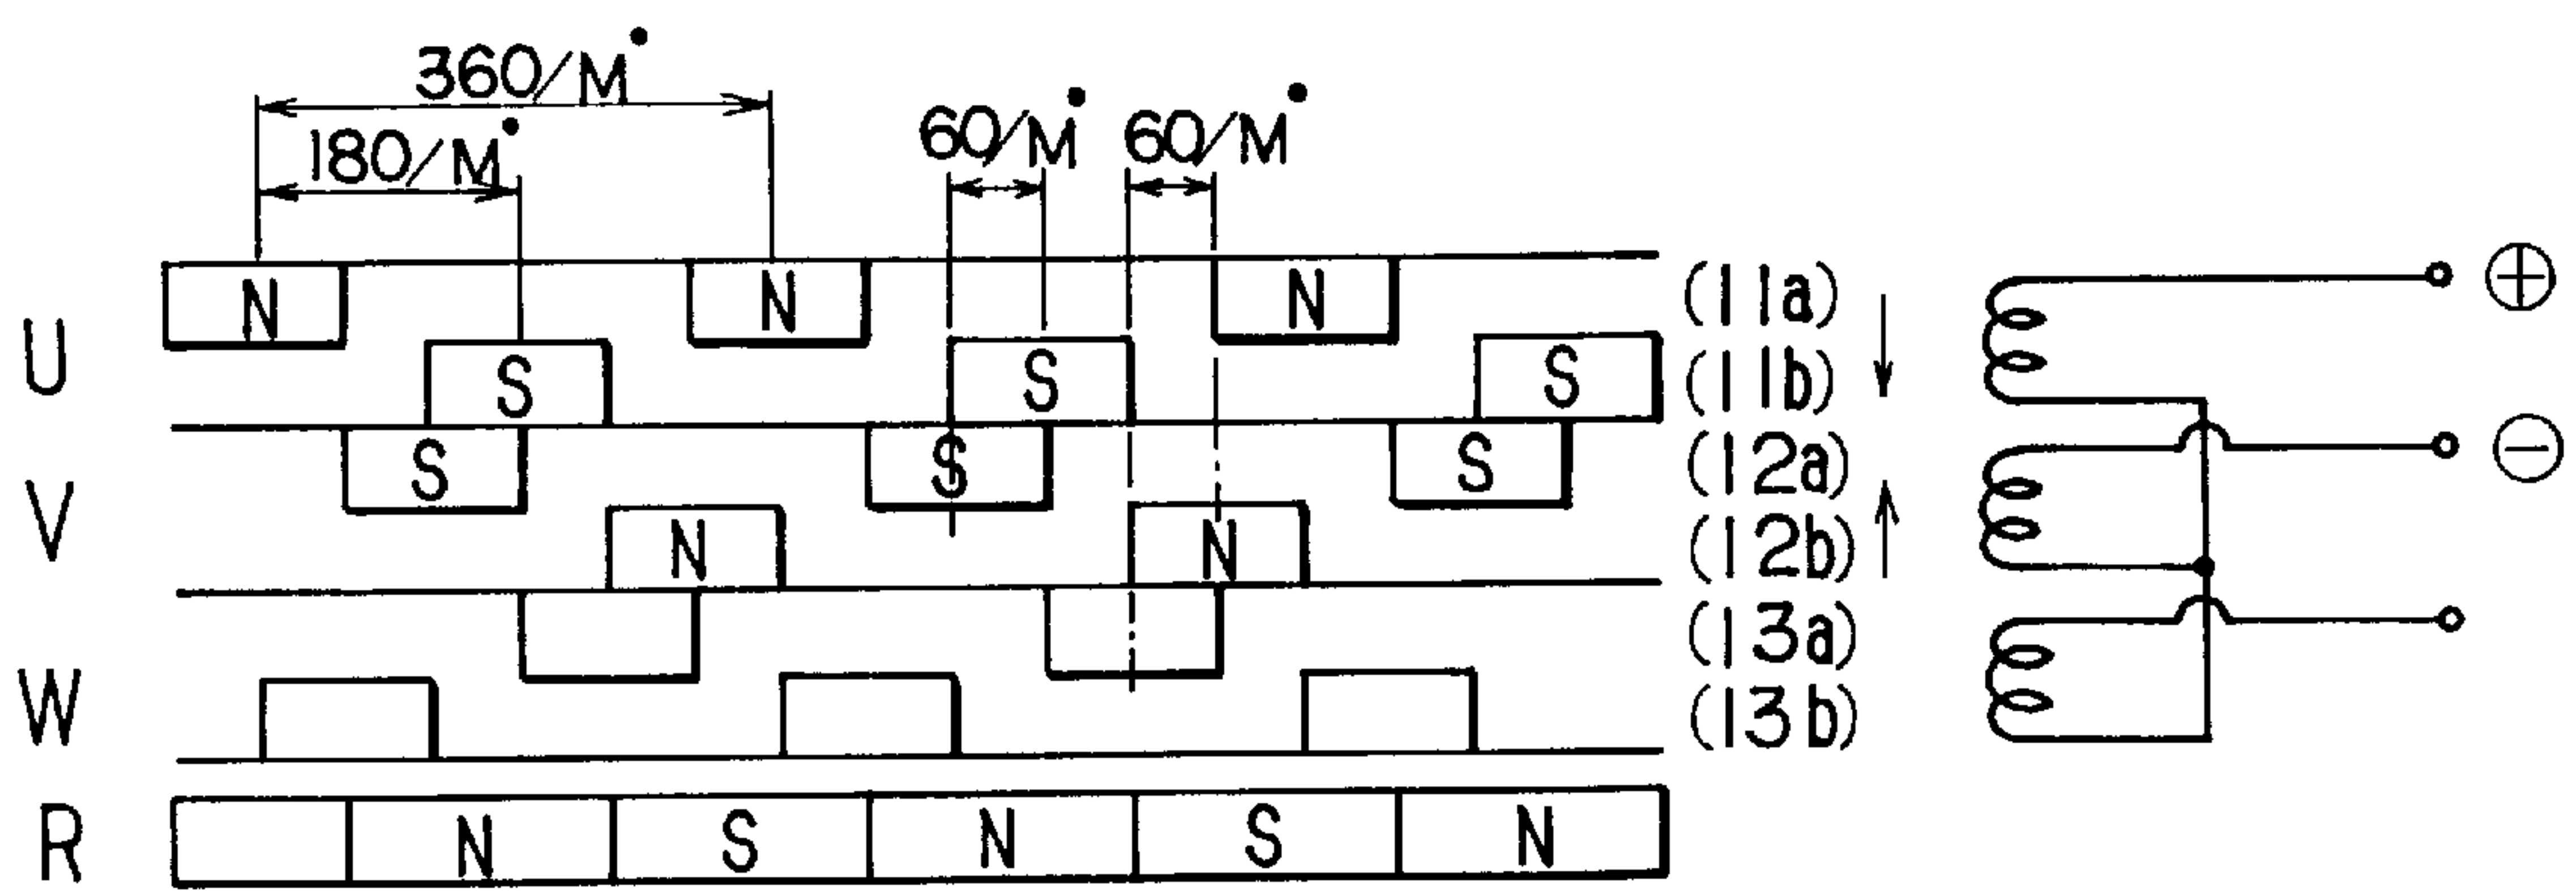 360/M°
180/M° 60/M° 60/M°
N N N (11a) ⊕
U S S S (11b)
S S S (12a) ⊖
V N N (12b)
(13a)
W (13b)
R N S N S N